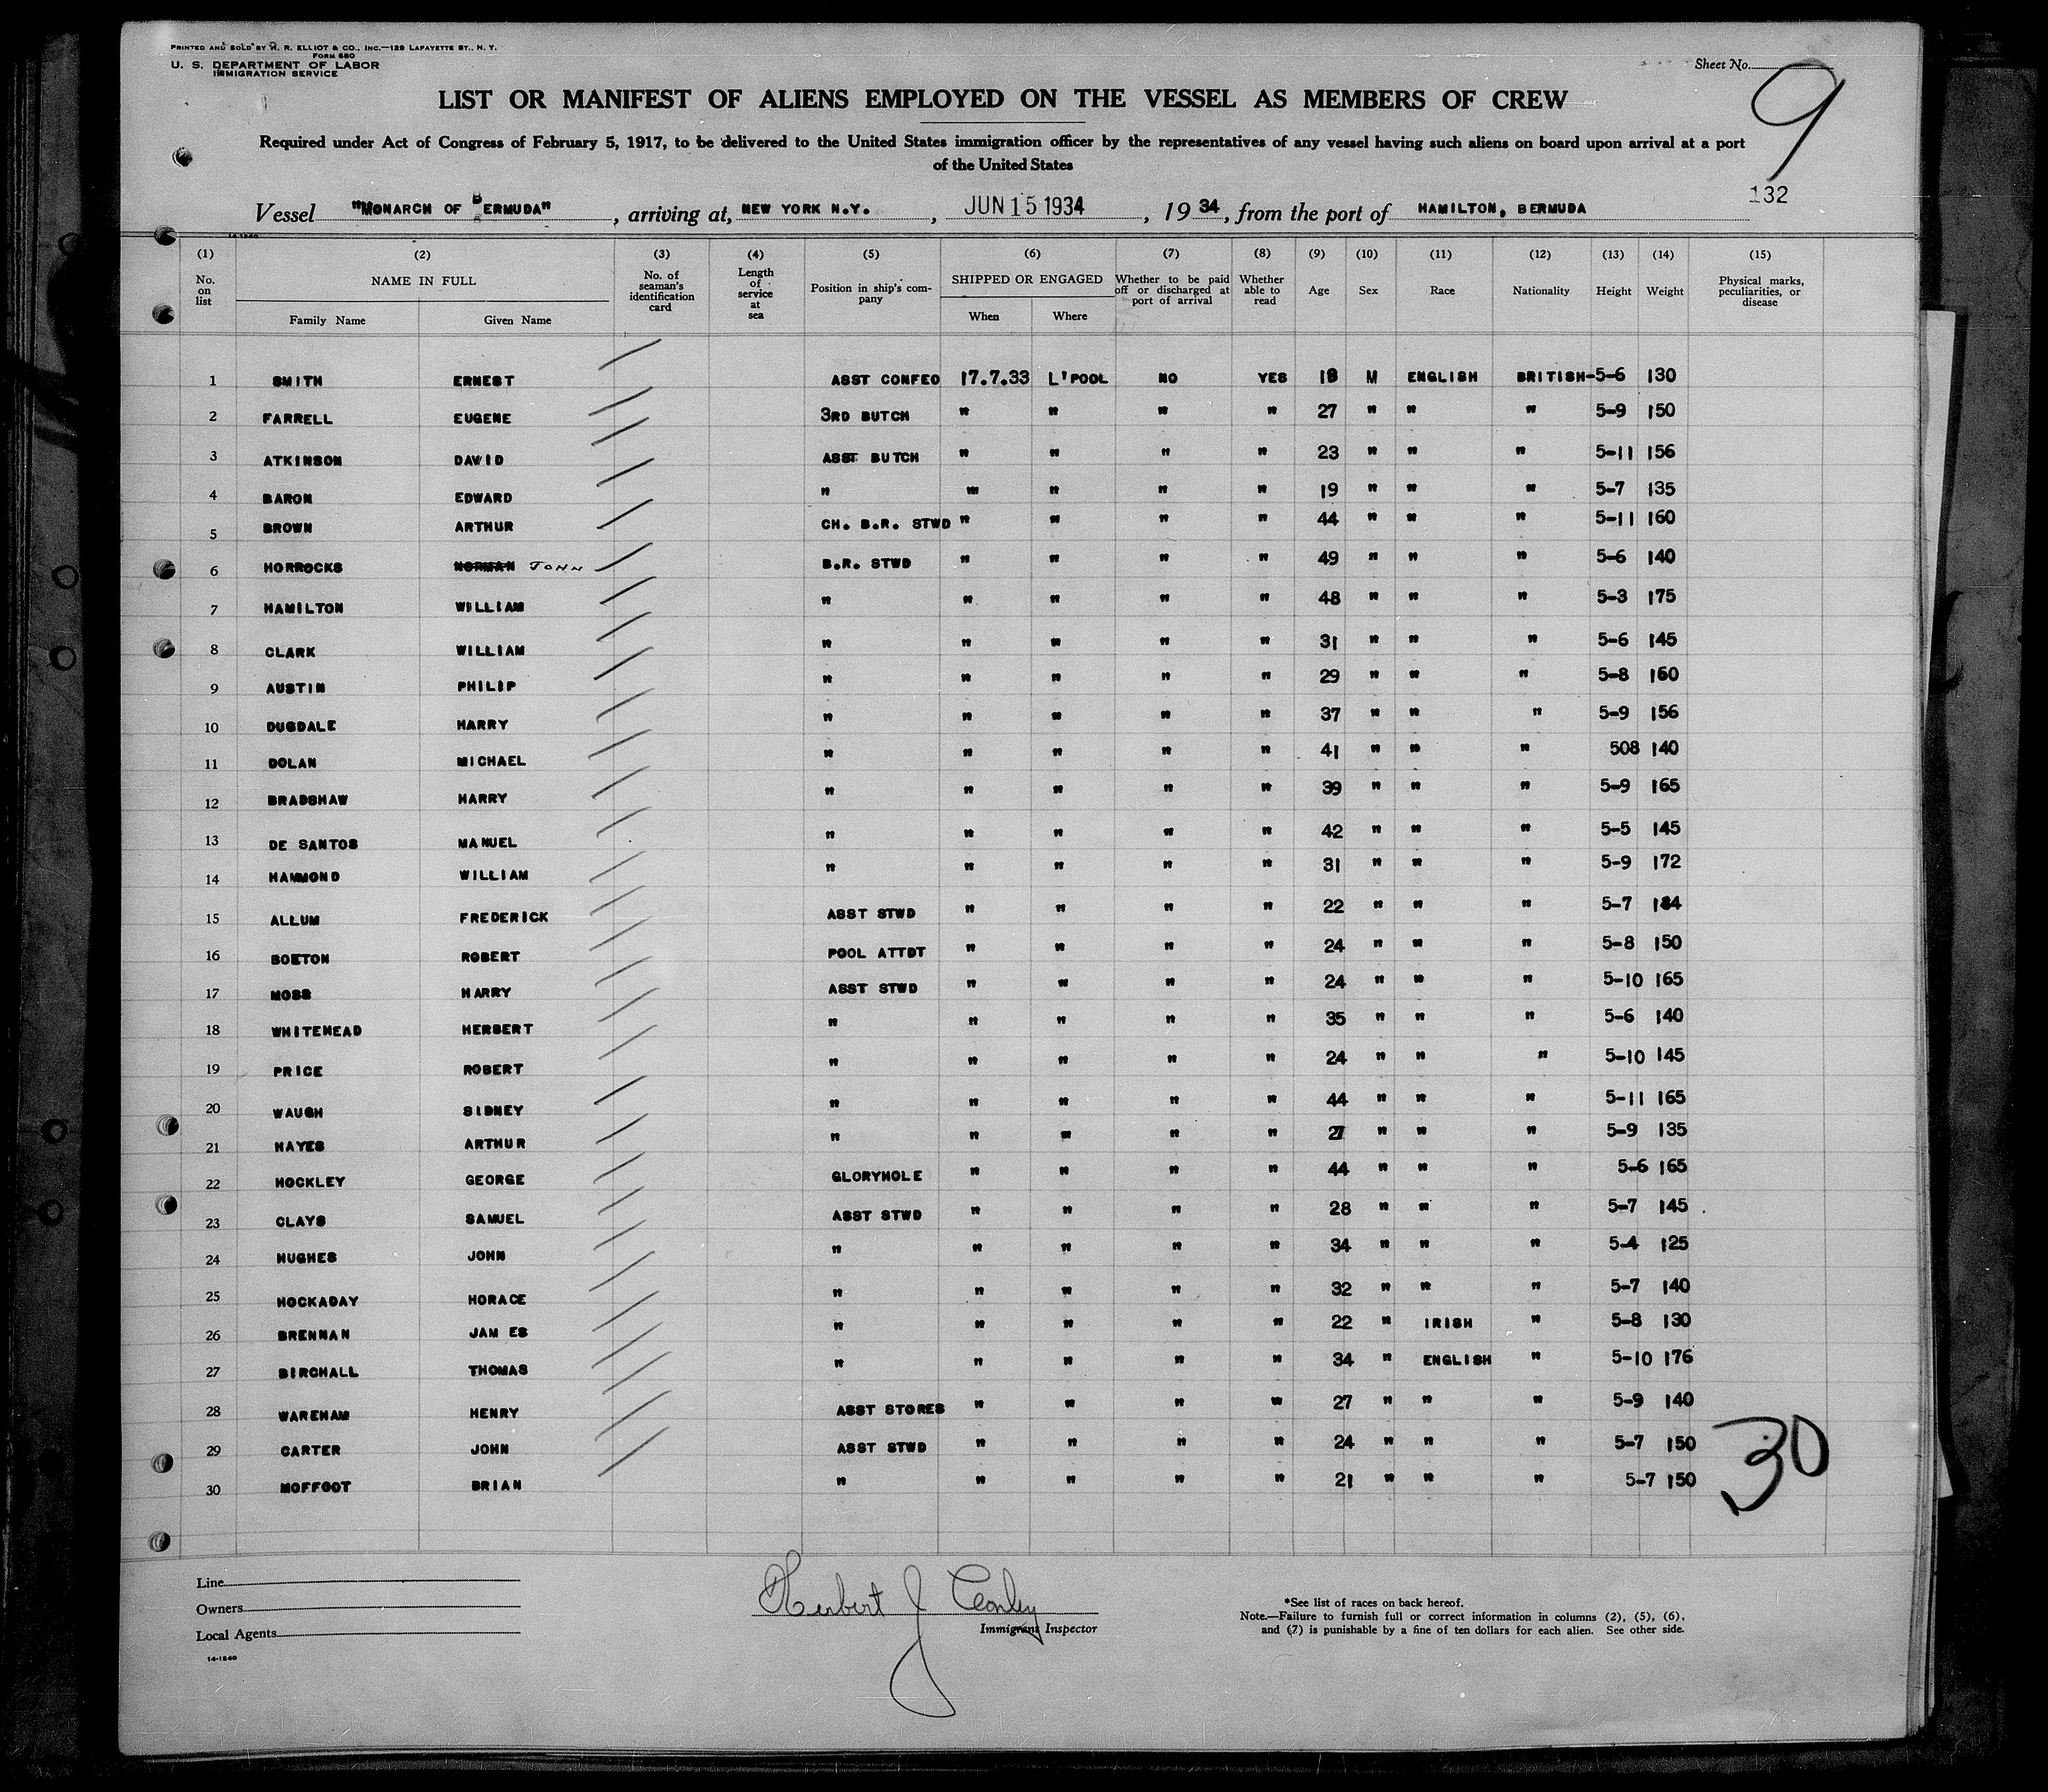 PRINTED AND SOLD BY H. R. ELLIOT & CO., INC.—129 LAFAYETTE ST., N. Y.
FORM 680
U. S. DEPARTMENT OF LABOR
IMMIGRATION SERVICE
Sheet No.
9
LIST OR MANIFEST OF ALIENS EMPLOYED ON THE VESSEL AS MEMBERS OF CREW
Required under Act of Congress of February 5, 1917, to be delivered to the United States immigration officer by the representatives of any vessel having such aliens on board upon arrival at a port
of the United States
132
Vessel "MONARCH OF BERMUDA", arriving at, NEW YORK N.Y., JUN 15 1934, 19 34, from the port of HAMILTON, BERMUDA
14-1240
(1) (2) (3) (4) (5) (6) (7) (8) (9) (10) (11) (12) (13) (14) (15)
No. on list NAME IN FULL Family Name Given Name No. of seaman's identification card Length of service at sea Position in ship's company SHIPPED OR ENGAGED When Where Whether to be paid off or discharged at port of arrival Whether able to read Age Sex Race Nationality Height Weight Physical marks, peculiarities, or disease
1 SMITH ERNEST ASST CONFEO 17.7.33 L'POOL NO YES 18 M ENGLISH BRITISH-5-6 130
2 FARRELL EUGENE 3RD BUTCH " " " " 27 " " " 5-9 150
3 ATKINSON DAVID ASST BUTCH " " " " 23 " " " 5-11 156
4 BARON EDWARD " " " " " 19 " " " 5-7 135
5 BROWN ARTHUR CH. B.R. STWD " " " " 44 " " " 5-11 160
6 HORROCKS NORMAN JOHN B.R. STWD " " " " 49 " " " 5-6 140
7 HAMILTON WILLIAM " " " " " 48 " " " 5-3 175
8 CLARK WILLIAM " " " " " 31 " " " 5-6 145
9 AUSTIN PHILIP " " " " " 29 " " " 5-8 160
10 DUGDALE HARRY " " " " " 37 " " " 5-9 156
11 DOLAN MICHAEL " " " " " 41 " " " 508 140
12 BRADSHAW HARRY " " " " " 39 " " " 5-9 165
13 DE SANTOS MANUEL " " " " " 42 " " " 5-5 145
14 HAMMOND WILLIAM " " " " " 31 " " " 5-9 172
15 ALLUM FREDERICK ASST STWD " " " " 22 " " " 5-7
16 BOETON ROBERT POOL ATTDT " " " " 24 " " " 5-8 150
17 MOSS HARRY ASST STWD " " " " 24 " " " 5-10 165
18 WHITEHEAD HERBERT " " " " " 35 " " " 5-6 140
19 PRICE ROBERT " " " " " 24 " " " 5-10 145
20 WAUGH SIDNEY " " " " " 44 " " " 5-11 165
21 HAYES ARTHUR " " " " " 27 " " " 5-9 135
22 HOCKLEY GEORGE GLORYHOLE " " " " 44 " " " 5-6 165
23 CLAYS SAMUEL ASST STWD " " " " 28 " " " 5-7 145
24 HUGHES JOHN " " " " " 34 " " " 5-4 125
25 HOCKADAY HORACE " " " " " 32 " " " 5-7 140
26 BRENNAN JAM ES " " " " " 22 " IRISH " 5-8 130
27 BIRCHALL THOMAS " " " " " 34 " ENGLISH " 5-10 176
28 WAREHAM HENRY ASST STORES " " " " 27 " " " 5-9 140
29 CARTER JOHN ASST STWD " " " " 24 " " " 5-7 150
30 MOFFOOT BRIAN " " " " " 21 " " " 5-7 150
30
Line
Owners
Local Agents
14-1240
Herbert J Conley
Immigrant Inspector
*See list of races on back hereof.
Note.—Failure to furnish full or correct information in columns (2), (5), (6),
and (7) is punishable by a fine of ten dollars for each alien. See other side.